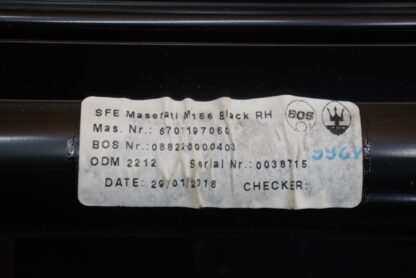 SFE Maserati M156 Black RH
BOS
Mas. Nr.: 670197060
BOS Nr.: 088220000403
ODM 2212 Serial Nr.: 0038715
DATE: 29/01/2018 CHECKER: